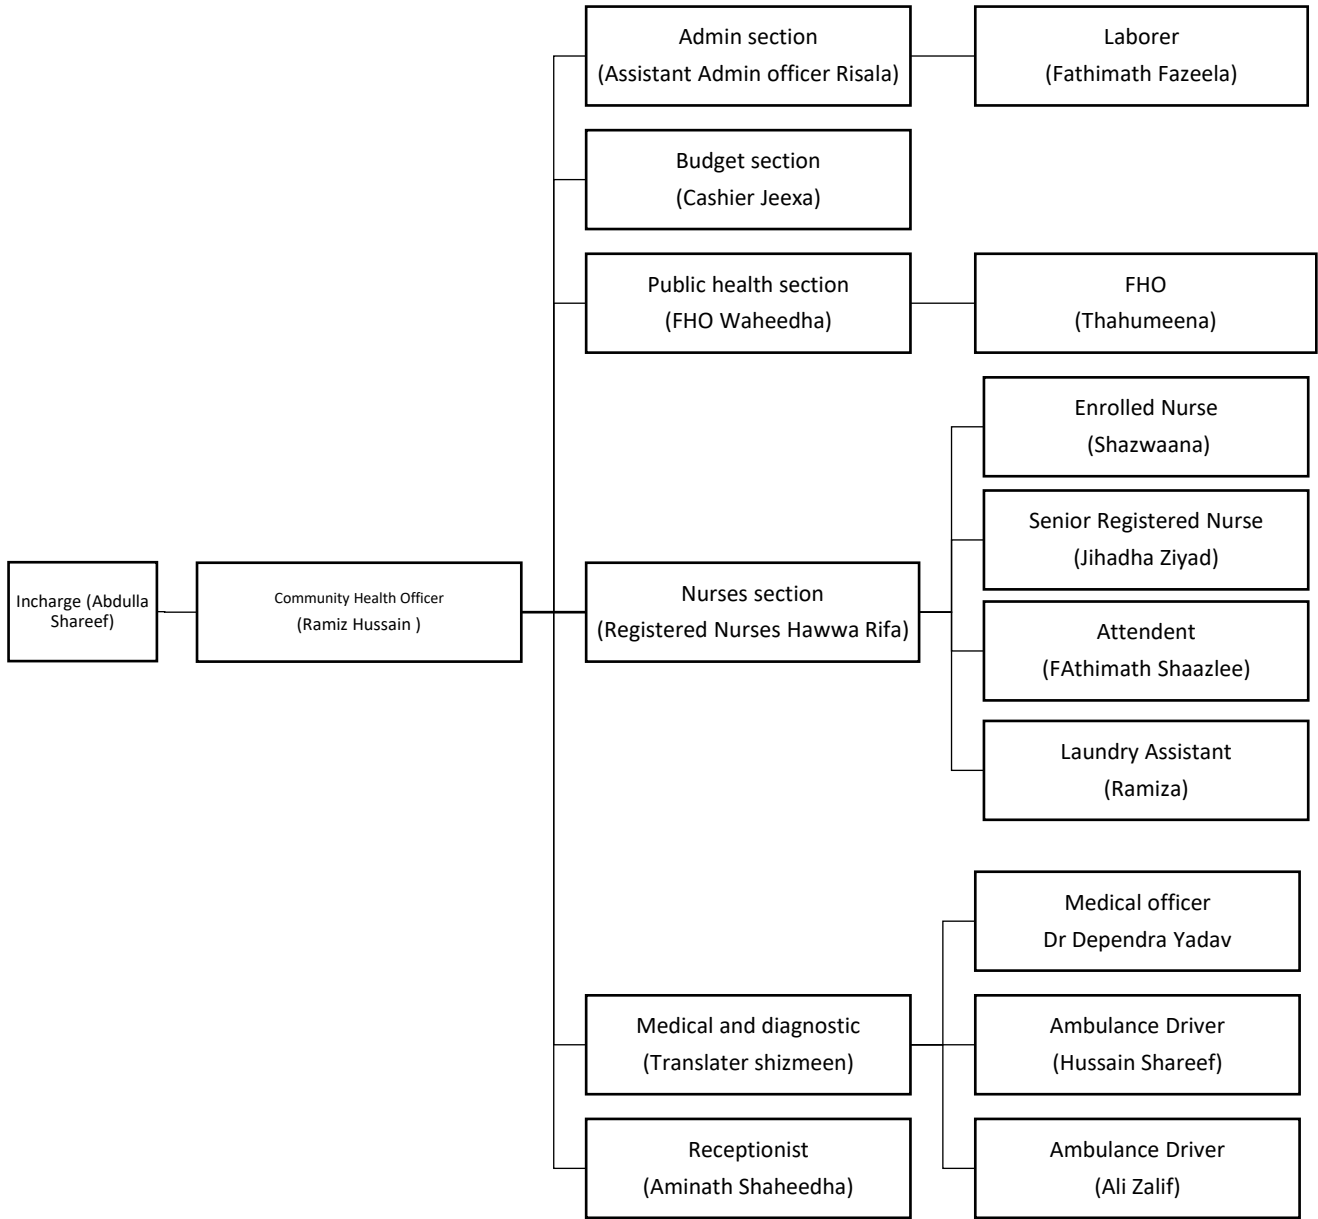 Admin section
(Assistant Admin officer Risala)
Laborer
(Fathimath Fazeela)
Budget section
(Cashier Jeexa)
Public health section
(FHO Waheedha)
FHO
(Thahumeena)
Enrolled Nurse
(Shazwaana)
Senior Registered Nurse
(Jihadha Ziyad)
Incharge (Abdulla
Shareef)
Community Health Officer
(Ramiz Hussain )
Nurses section
(Registered Nurses Hawwa Rifa)
Attendent
(FAthimath Shaazlee)
Laundry Assistant
(Ramiza)
Medical officer
Dr Dependra Yadav
Medical and diagnostic
(Translater shizmeen)
Ambulance Driver
(Hussain Shareef)
Receptionist
(Aminath Shaheedha)
Ambulance Driver
(Ali Zalif)